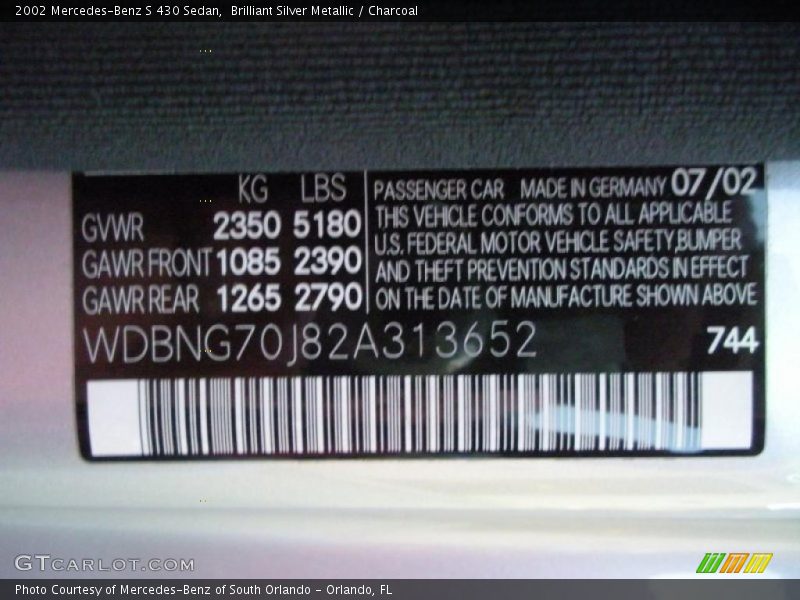 2002 Mercedes-Benz S 430 Sedan, Brilliant Silver Metallic / Charcoal
KG LBS
GVWR 2350 5180
GAWR FRONT 1085 2390
GAWR REAR 1265 2790
PASSENGER CAR MADE IN GERMANY 07/02
THIS VEHICLE CONFORMS TO ALL APPLICABLE
U.S. FEDERAL MOTOR VEHICLE SAFETY,BUMPER
AND THEFT PREVENTION STANDARDS IN EFFECT
ON THE DATE OF MANUFACTURE SHOWN ABOVE
WDBNG70J82A313652 744
GTCARLOT.COM
Photo Courtesy of Mercedes-Benz of South Orlando - Orlando, FL